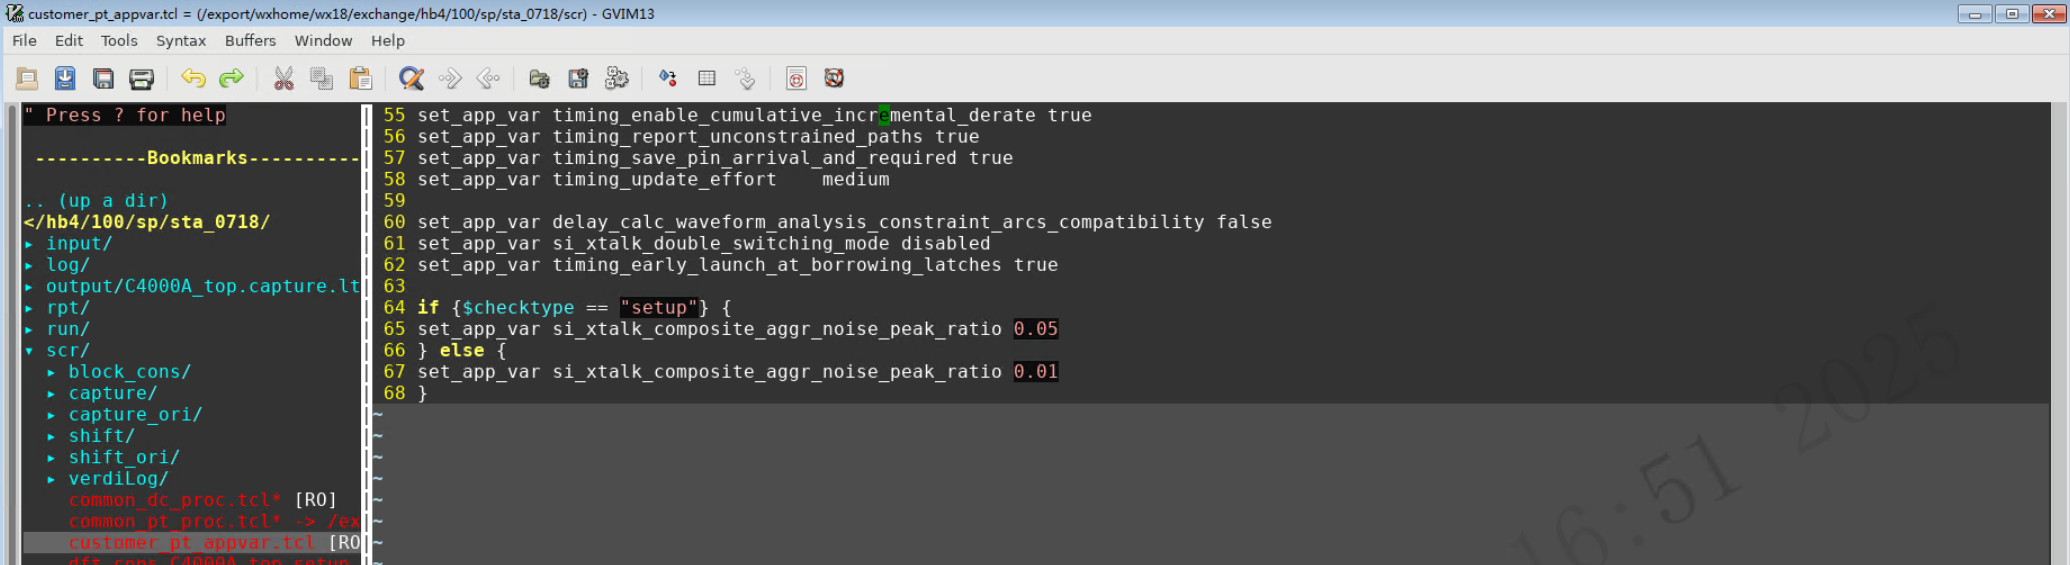 customer_pt_appvar.tcl = (/export/wxhome/wx18/exchange/hb4/100/sp/sta_0718/scr) - GVIM13
File Edit Tools Syntax Buffers Window Help
" Press ? for help
----------Bookmarks----------
.. (up a dir)
</hb4/100/sp/sta_0718/
▸ input/
▸ log/
▸ output/C4000A_top.capture.lt
▸ rpt/
▸ run/
▾ scr/
▸ block_cons/
▸ capture/
▸ capture_ori/
▸ shift/
▸ shift_ori/
▸ verdiLog/
common_dc_proc.tcl* [RO]
common_pt_proc.tcl* -> /ex
customer_pt_appvar.tcl [RO
dft_cons_C4000A_top_setup
55 set_app_var timing_enable_cumulative_incremental_derate true
56 set_app_var timing_report_unconstrained_paths true
57 set_app_var timing_save_pin_arrival_and_required true
58 set_app_var timing_update_effort    medium
59
60 set_app_var delay_calc_waveform_analysis_constraint_arcs_compatibility false
61 set_app_var si_xtalk_double_switching_mode disabled
62 set_app_var timing_early_launch_at_borrowing_latches true
63
64 if {$checktype == "setup"} {
65 set_app_var si_xtalk_composite_aggr_noise_peak_ratio 0.05
66 } else {
67 set_app_var si_xtalk_composite_aggr_noise_peak_ratio 0.01
68 }
~
~
~
~
~
~
~
16:51 2025